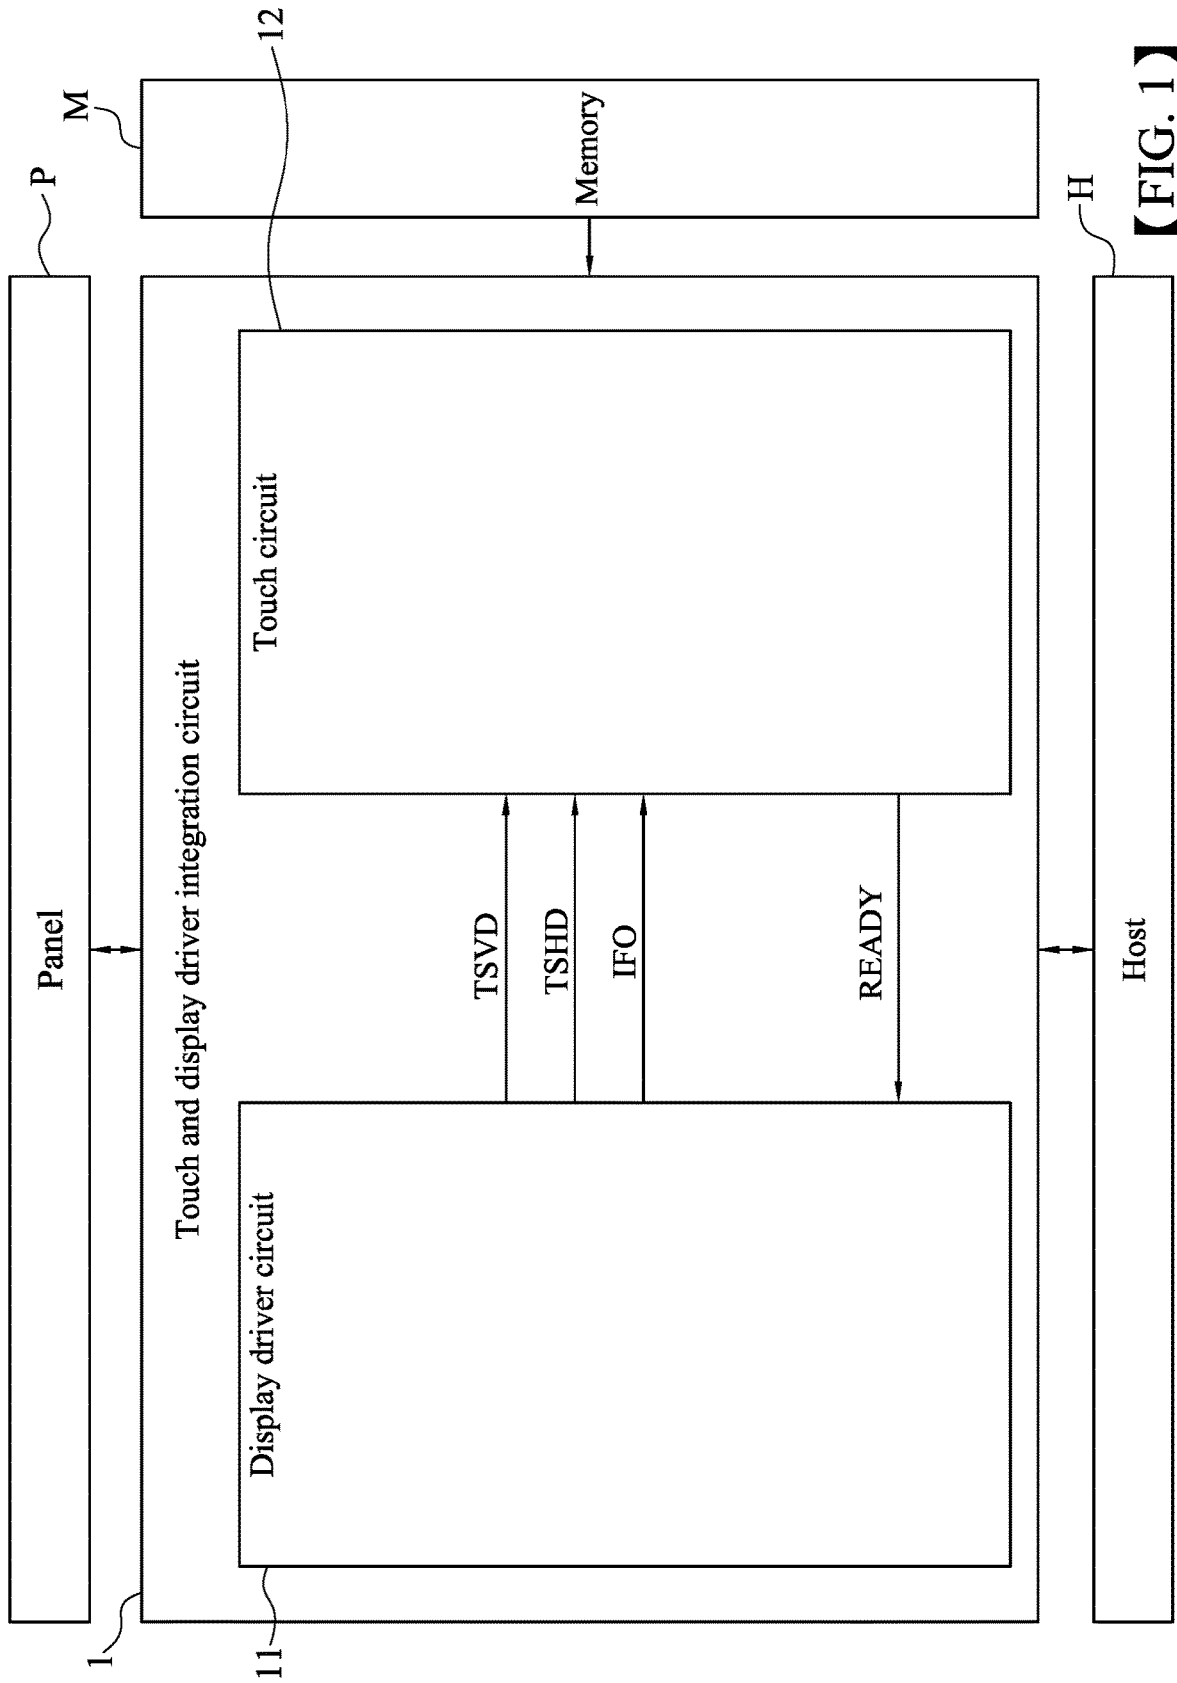 P
Panel
1
Touch and display driver integration circuit
M
Memory
11
Display driver circuit
12
Touch circuit
TSVD
TSHD
IFO
READY
H
Host
【FIG. 1】